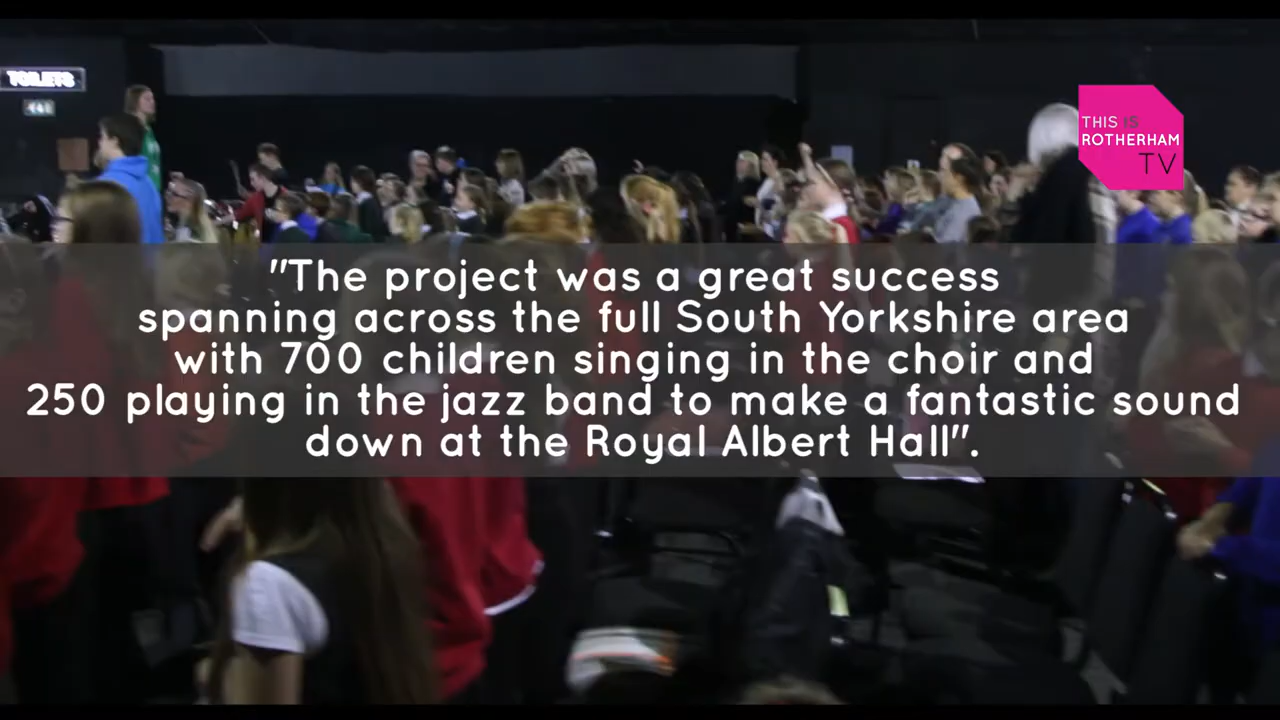 TOILETS
THIS IS
ROTHERHAM
TV
"The project was a great success
spanning across the full South Yorkshire area
with 700 children singing in the choir and
250 playing in the jazz band to make a fantastic sound
down at the Royal Albert Hall".